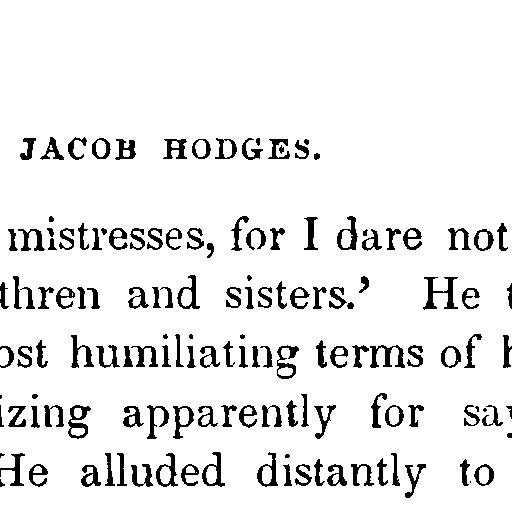 JACOB HODGES.
mistresses, for I dare not
thren and sisters.' He
ost humiliating terms of
izing apparently for say
He alluded distantly to